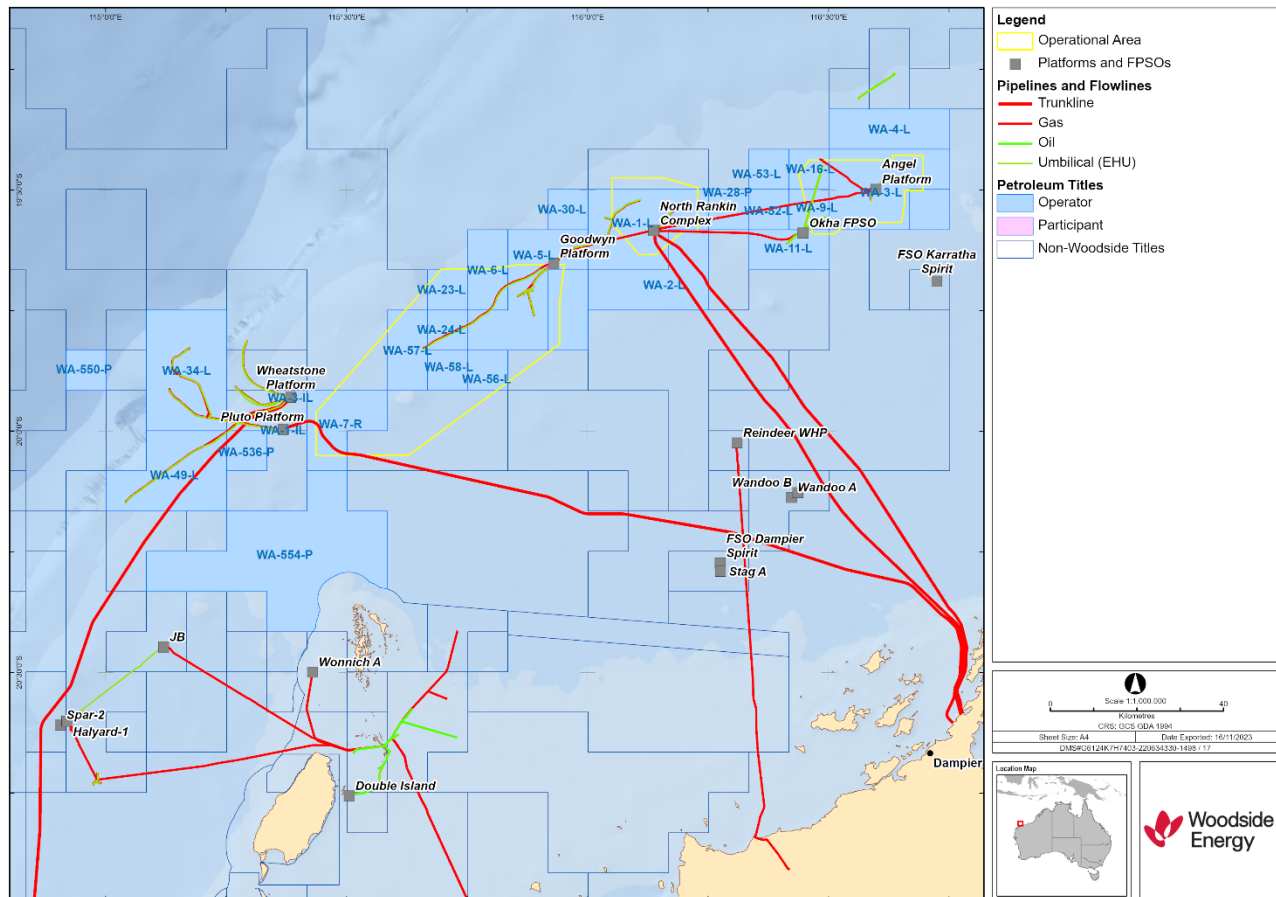 115°0'0"E
115°30'0"E
116°0'0"E
116°30'0"E
19°30'0"S
20°0'0"S
20°30'0"S
WA-4-L
WA-53-L
WA-16-L
Angel
Platform
WA-3-L
WA-28-P
WA-30-L
North Rankin
Complex
WA-52-L
WA-9-L
WA-1-L
Okha FPSO
WA-11-L
Goodwyn
Platform
WA-5-L
WA-6-L
FSO Karratha
Spirit
WA-23-L
WA-2-L
WA-24-L
WA-57-L
WA-58-L
WA-56-L
WA-550-P
WA-34-L
Wheatstone
Platform
Pluto Platform
WA-7-R
WA-536-P
WA-49-L
Reindeer WHP
Wandoo B
Wandoo A
FSO Dampier
Spirit
Stag A
WA-554-P
JB
Wonnich A
Spar-2
Halyard-1
Double Island
Dampier
Legend
Operational Area
Platforms and FPSOs
Pipelines and Flowlines
Trunkline
Gas
Oil
Umbilical (EHU)
Petroleum Titles
Operator
Participant
Non-Woodside Titles
Scale 1:1,000,000
0
40
Kilometres
CRS: GCS GDA 1994
Sheet Size: A4
Date Exported: 16/11/2023
DMS#G6124K7H7403-220634330-1498 / 17
Location Map
Woodside
Energy